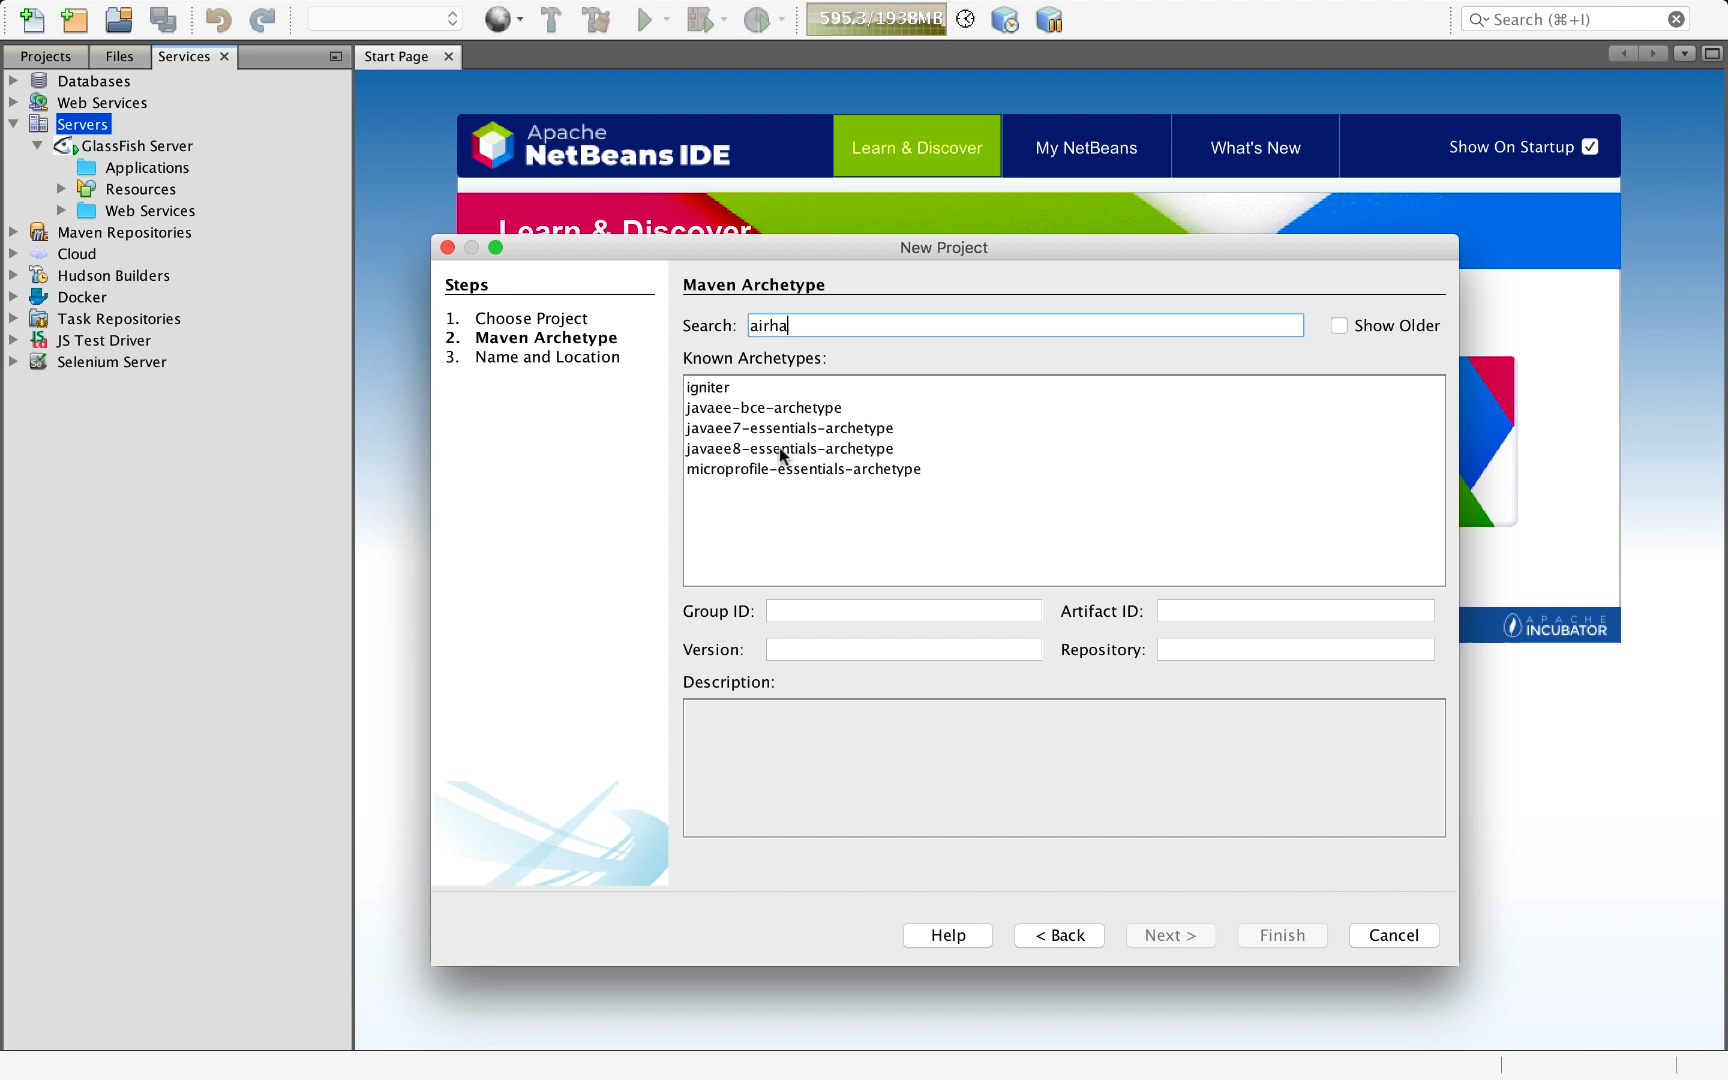 595.3/1938MB
Search (⌘+I)
Projects
Files
Services
Start Page
Databases
Web Services
Servers
GlassFish Server
Applications
Resources
Web Services
Maven Repositories
Cloud
Hudson Builders
Docker
Task Repositories
JS Test Driver
Selenium Server
Apache
NetBeans IDE
Learn & Discover
My NetBeans
What's New
Show On Startup
Learn & Discover
New Project
Steps
1. Choose Project
2. Maven Archetype
3. Name and Location
Maven Archetype
Search: airha
Show Older
Known Archetypes:
igniter
javaee-bce-archetype
javaee7-essentials-archetype
javaee8-essentials-archetype
microprofile-essentials-archetype
Group ID:
Artifact ID:
Version:
Repository:
Description:
APACHE
INCUBATOR
Help
< Back
Next >
Finish
Cancel